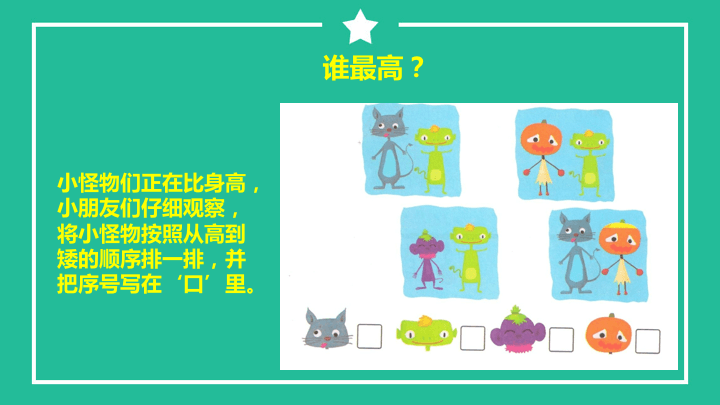 谁最高？
小怪物们正在比身高，
小朋友们仔细观察，
将小怪物按照从高到
矮的顺序排一排，并
把序号写在‘口’里。